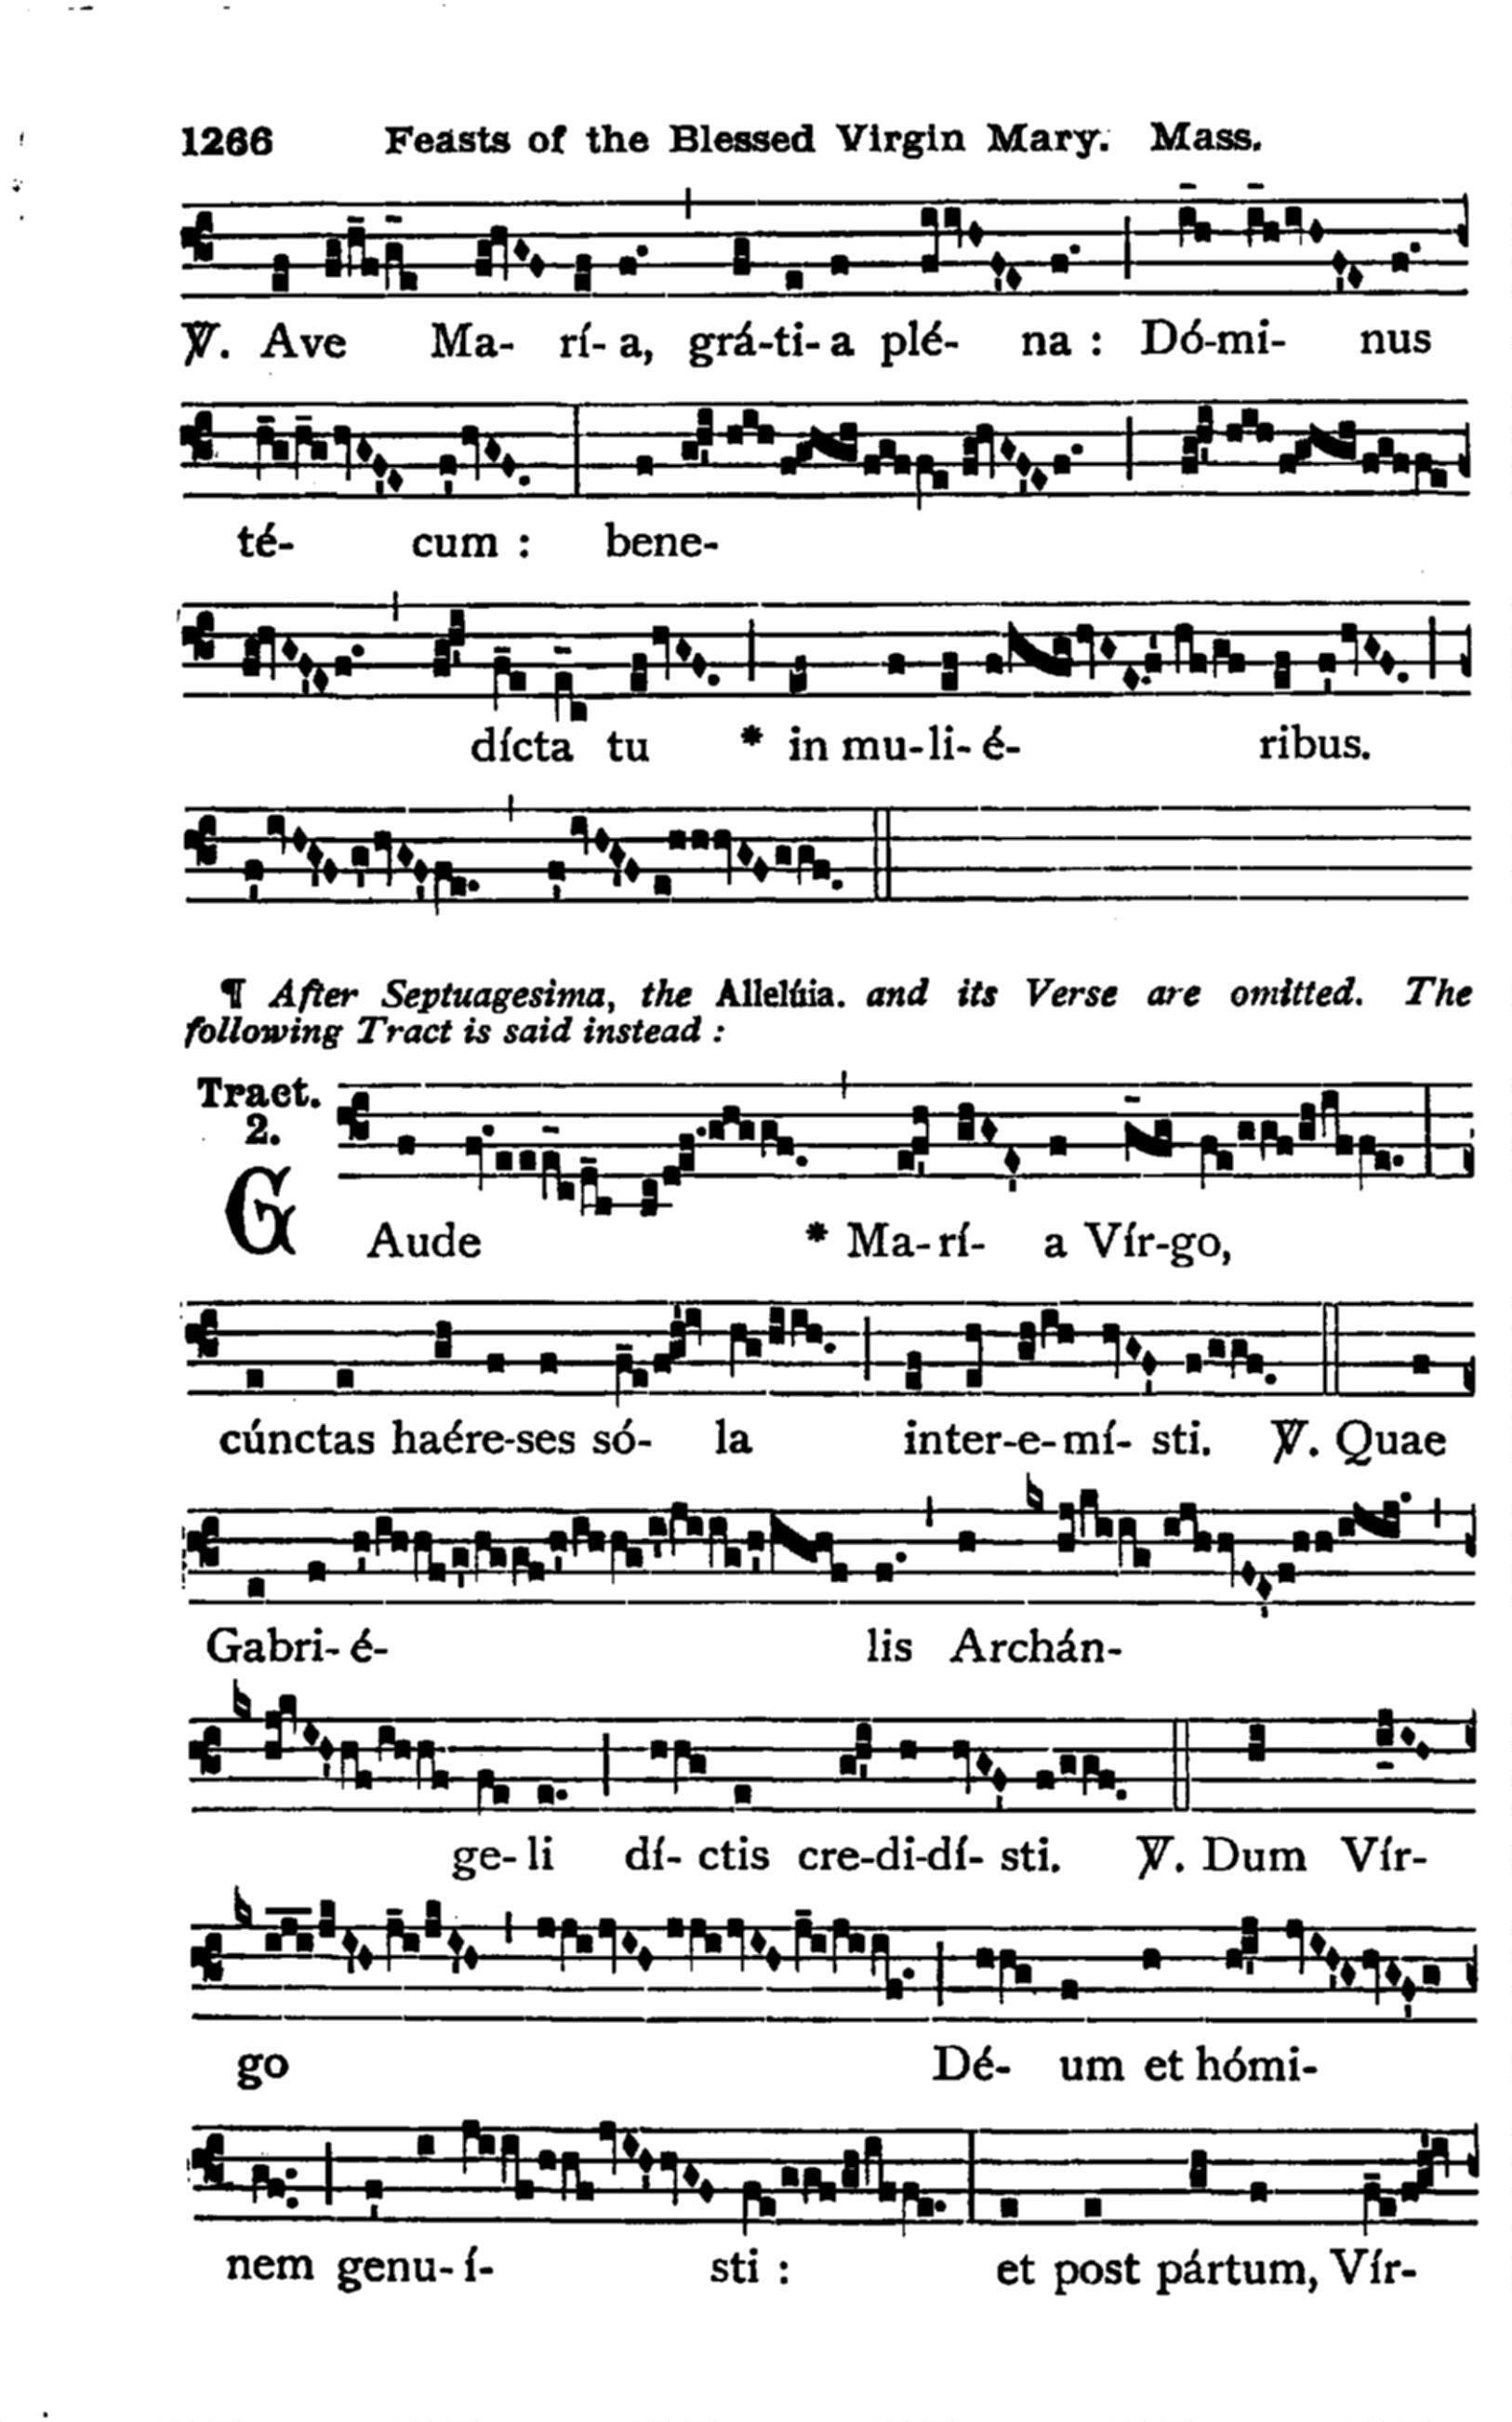 1266 Feasts of the Blessed Virgin Mary. Mass.
℣. Ave Ma- rí- a, grá-ti- a plé- na : Dó-mi- nus
té- cum : bene-
dícta tu * in mu-li- é- ribus.
¶ After Septuagesima, the Allelúia. and its Verse are omitted. The
following Tract is said instead :
Tract.
2.
GAude * Ma- rí- a Vír-go,
cúnctas haére-ses só- la inter-e-mí- sti. ℣. Quae
Gabri- é- lis Archán-
ge- li dí- ctis cre-di-dí- sti. ℣. Dum Vír-
go Dé- um et hómi-
nem genu- í- sti : et post pártum, Vír-